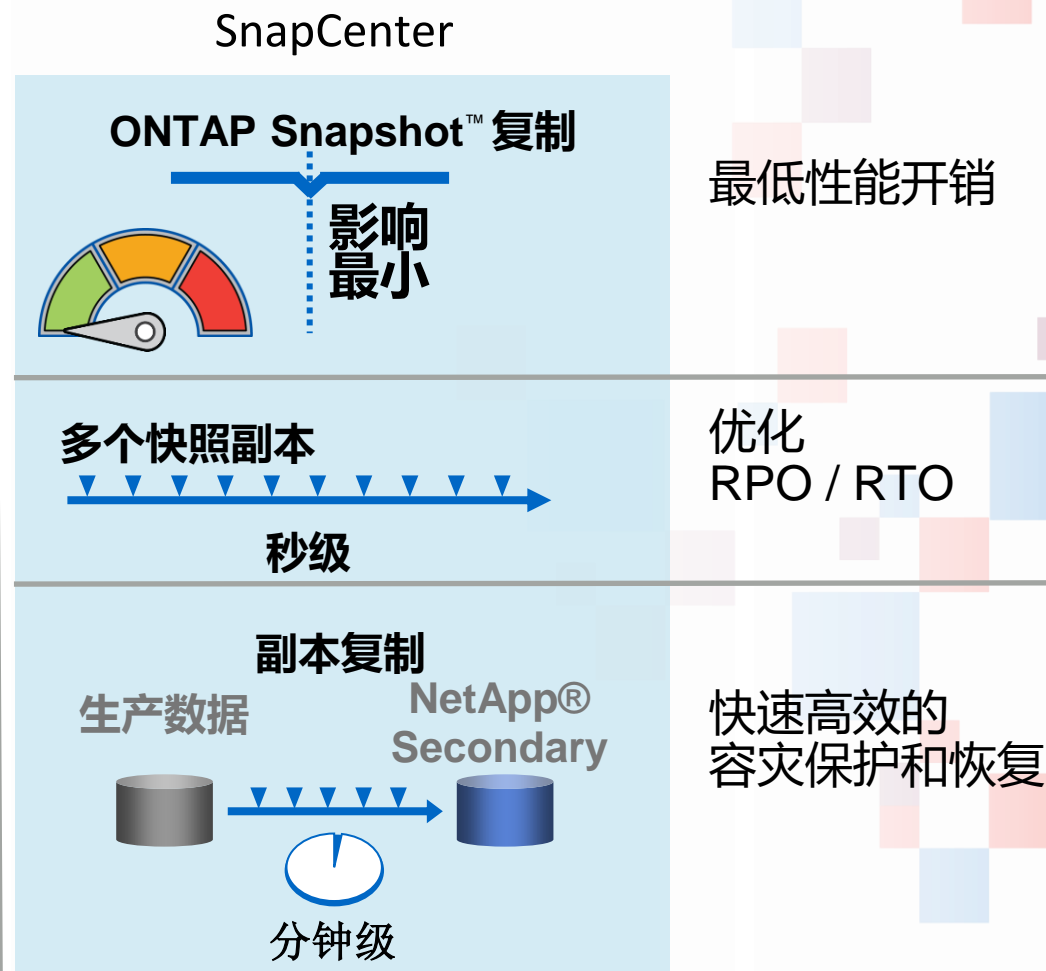 SnapCenter
ONTAP Snapshot™ 复制
影响
最小
最低性能开销
多个快照副本
秒级
优化
RPO / RTO
副本复制
生产数据
NetApp®
Secondary
分钟级
快速高效的
容灾保护和恢复